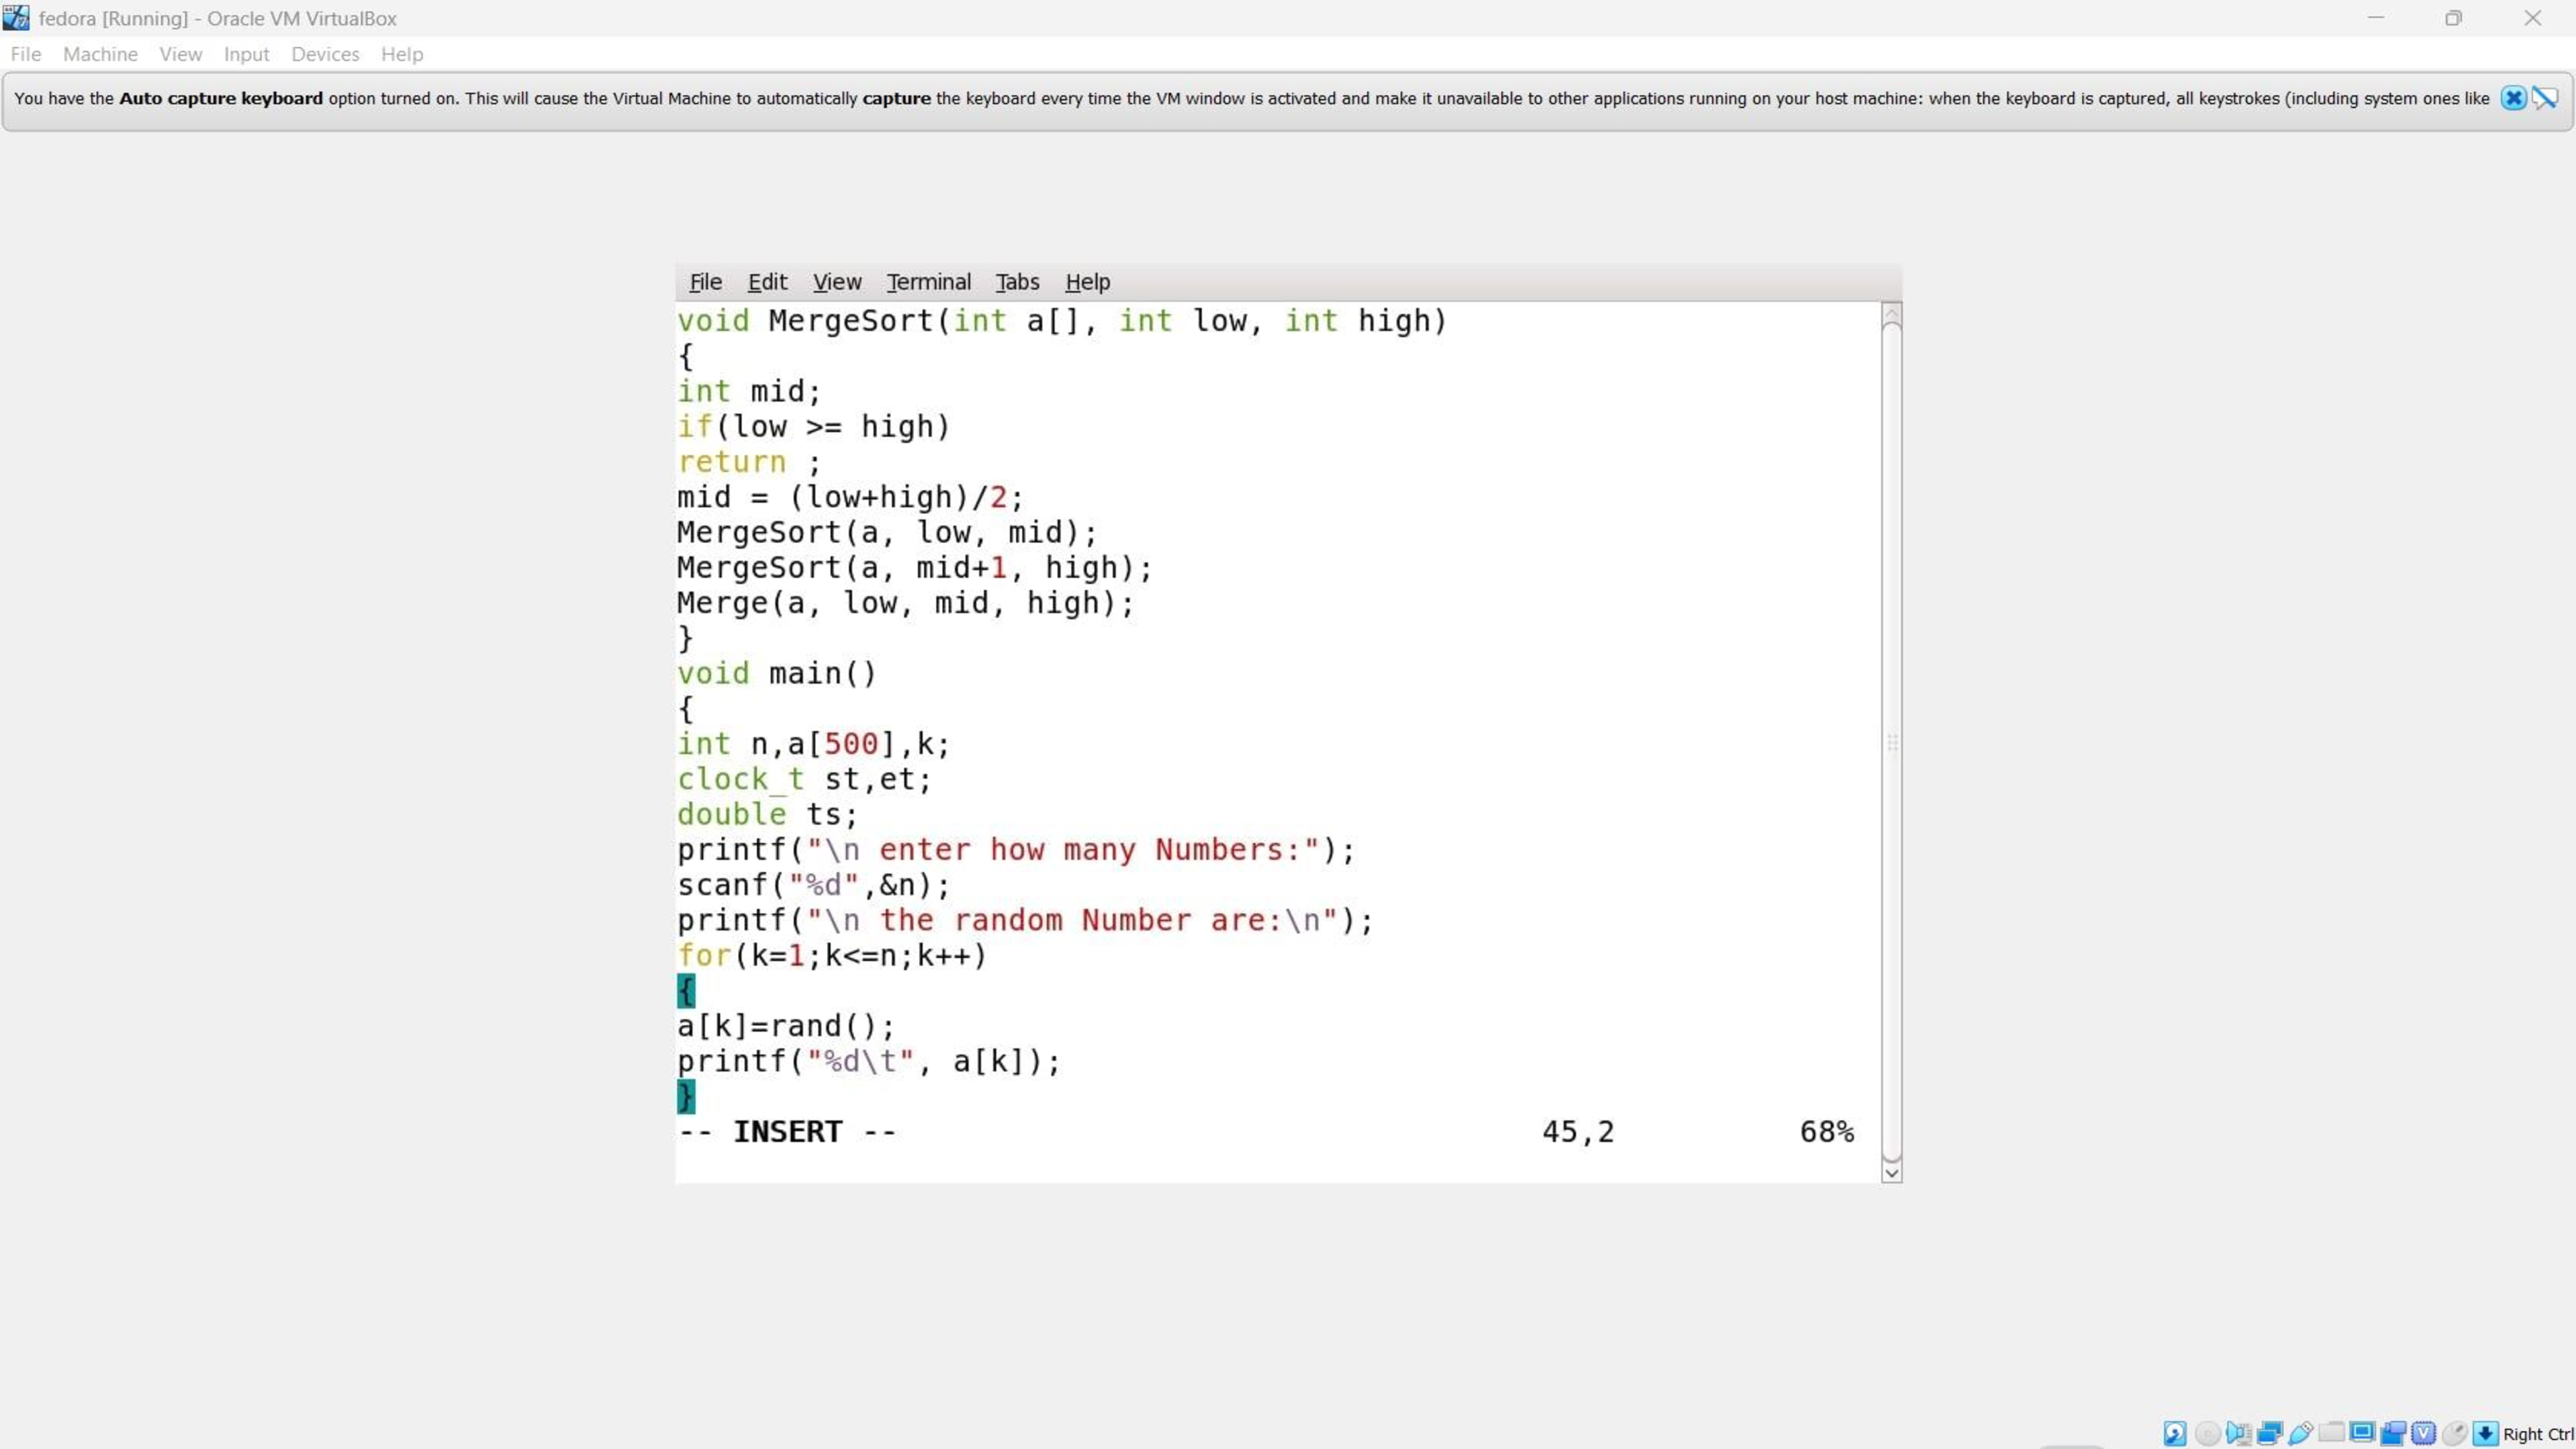 fedora [Running] - Oracle VM VirtualBox
File Machine View Input Devices Help
You have the Auto capture keyboard option turned on. This will cause the Virtual Machine to automatically capture the keyboard every time the VM window is activated and make it unavailable to other applications running on your host machine: when the keyboard is captured, all keystrokes (including system ones like
File Edit View Terminal Tabs Help
void MergeSort(int a[], int low, int high)
{
int mid;
if(low >= high)
return ;
mid = (low+high)/2;
MergeSort(a, low, mid);
MergeSort(a, mid+1, high);
Merge(a, low, mid, high);
}
void main()
{
int n,a[500],k;
clock_t st,et;
double ts;
printf("\n enter how many Numbers:");
scanf("%d",&n);
printf("\n the random Number are:\n");
for(k=1;k<=n;k++)
{
a[k]=rand();
printf("%d\t", a[k]);
}
-- INSERT -- 45,2 68%
Right Ctrl